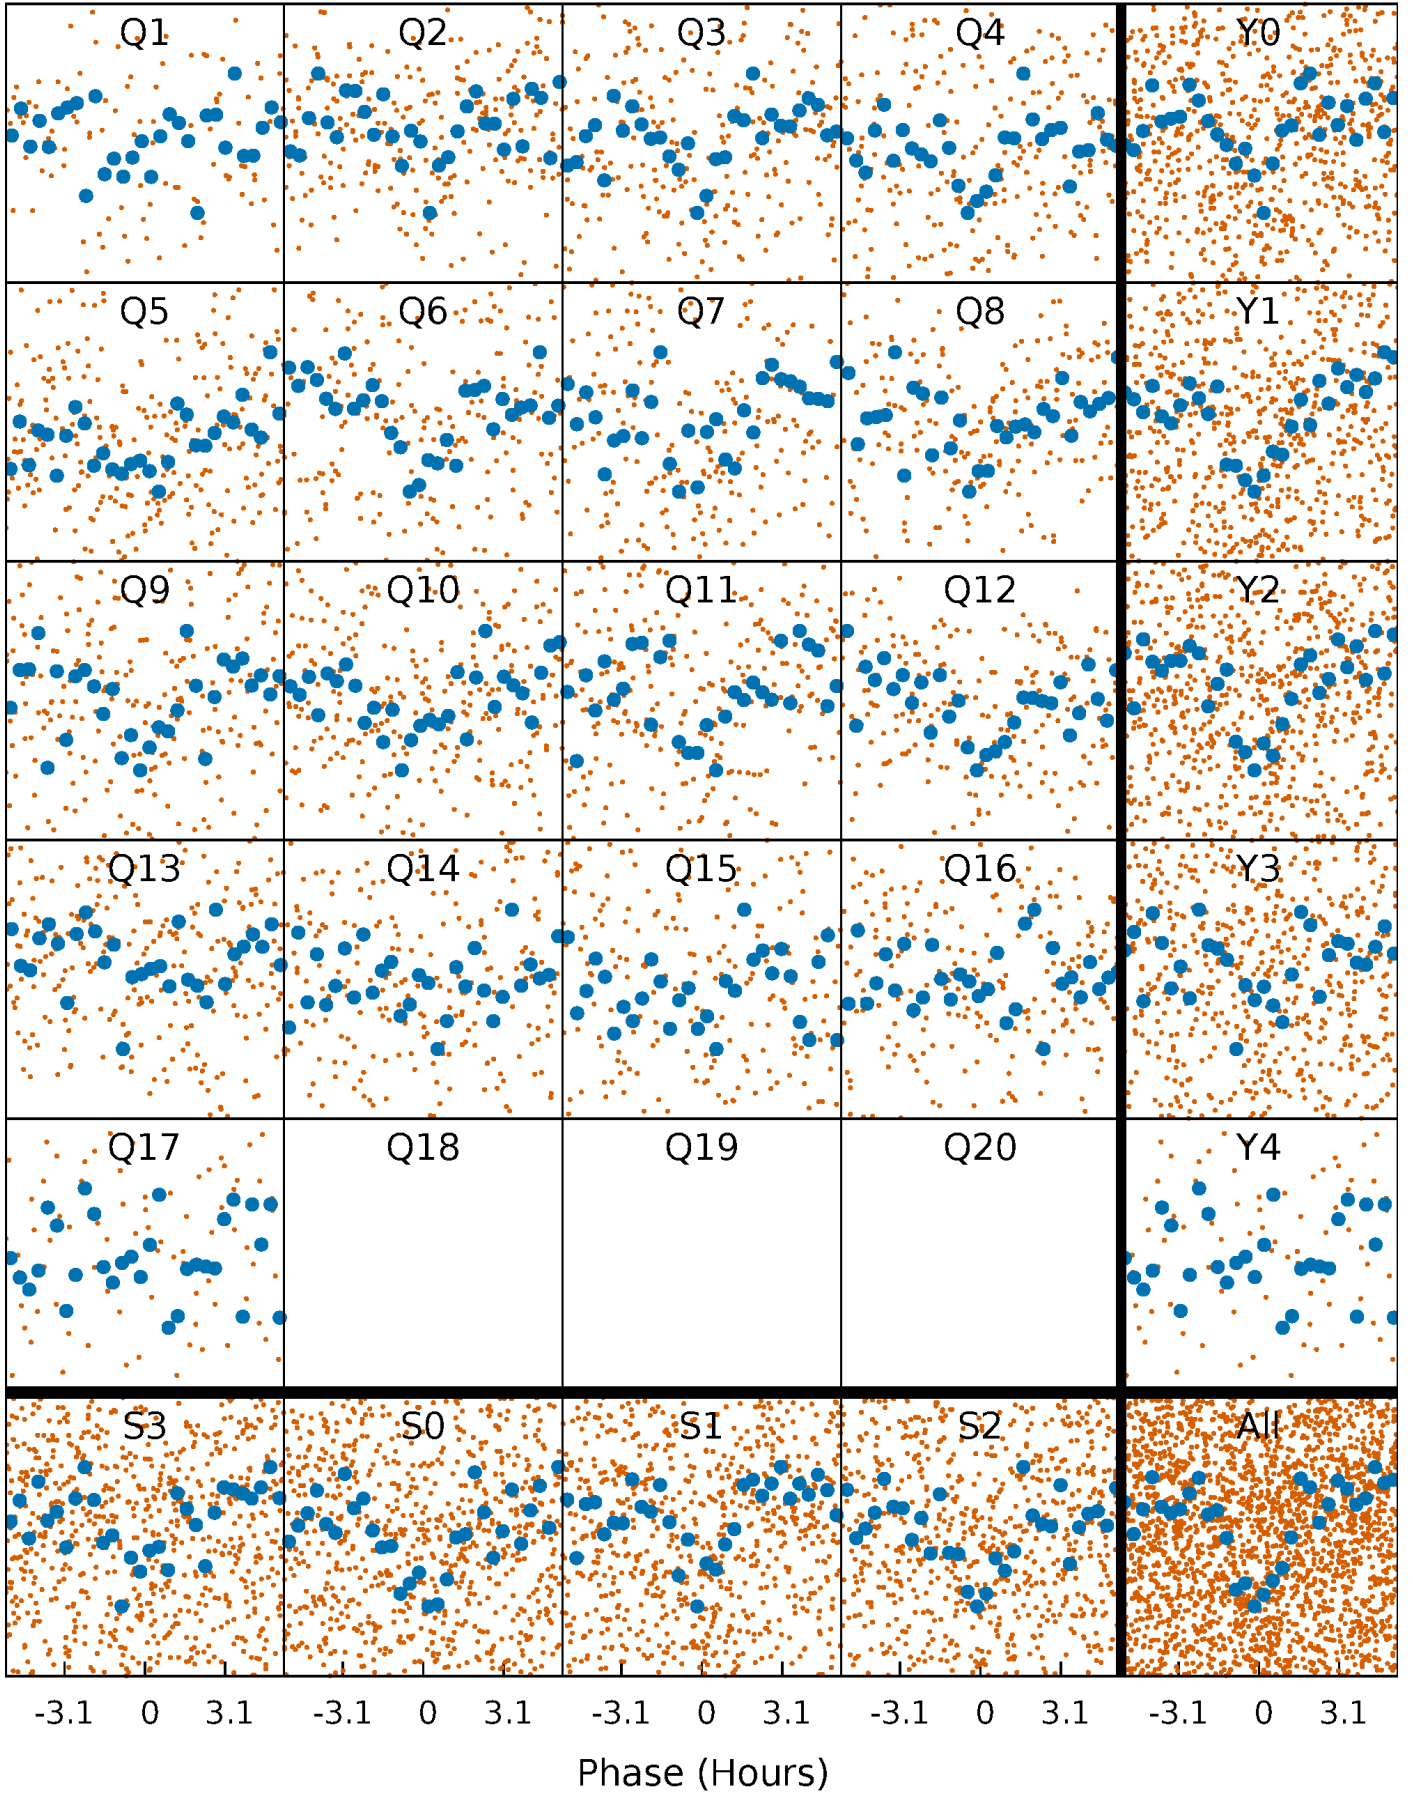 Q1 Q2 Q3 Q4 Y0
Q5 Q6 Q7 Q8 Y1
Q9 Q10 Q11 Q12 Y2
Q13 Q14 Q15 Q16 Y3
Q17 Q18 Q19 Q20 Y4
S3 S0 S1 S2 All
-3.1 0 3.1 -3.1 0 3.1 -3.1 0 3.1 -3.1 0 3.1 -3.1 0 3.1
Phase (Hours)